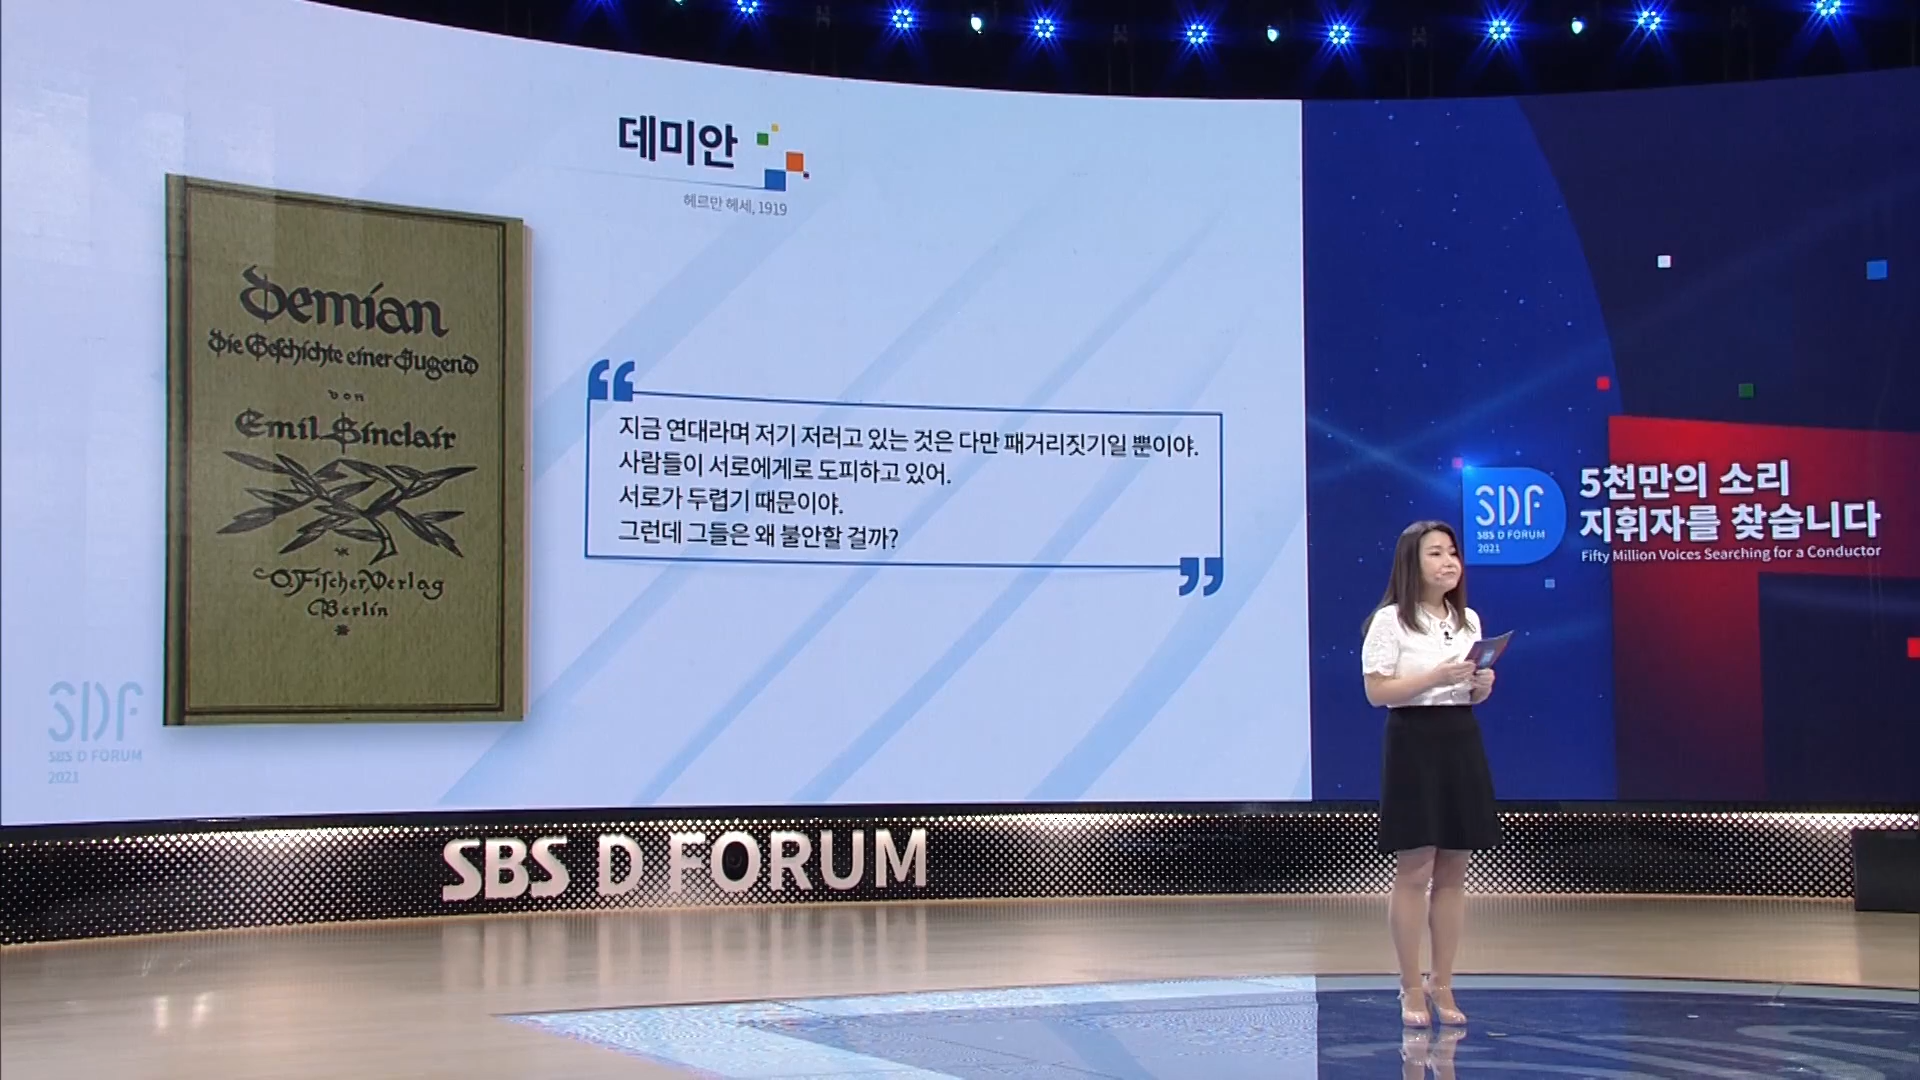 데미안
헤르만 헤세, 1919
Demian
Die Geschichte einer Jugend
von
Emil Sinclair
S. Fischer Verlag
Berlin
지금 연대라며 저기 저러고 있는 것은 다만 패거리짓기일 뿐이야.
사람들이 서로에게로 도피하고 있어.
서로가 두렵기 때문이야.
그런데 그들은 왜 불안할 걸까?
SDF
SBS D FORUM
2021
SDF
SBS D FORUM
2021
5천만의 소리
지휘자를 찾습니다
Fifty Million Voices Searching for a Conductor
SBS D FORUM